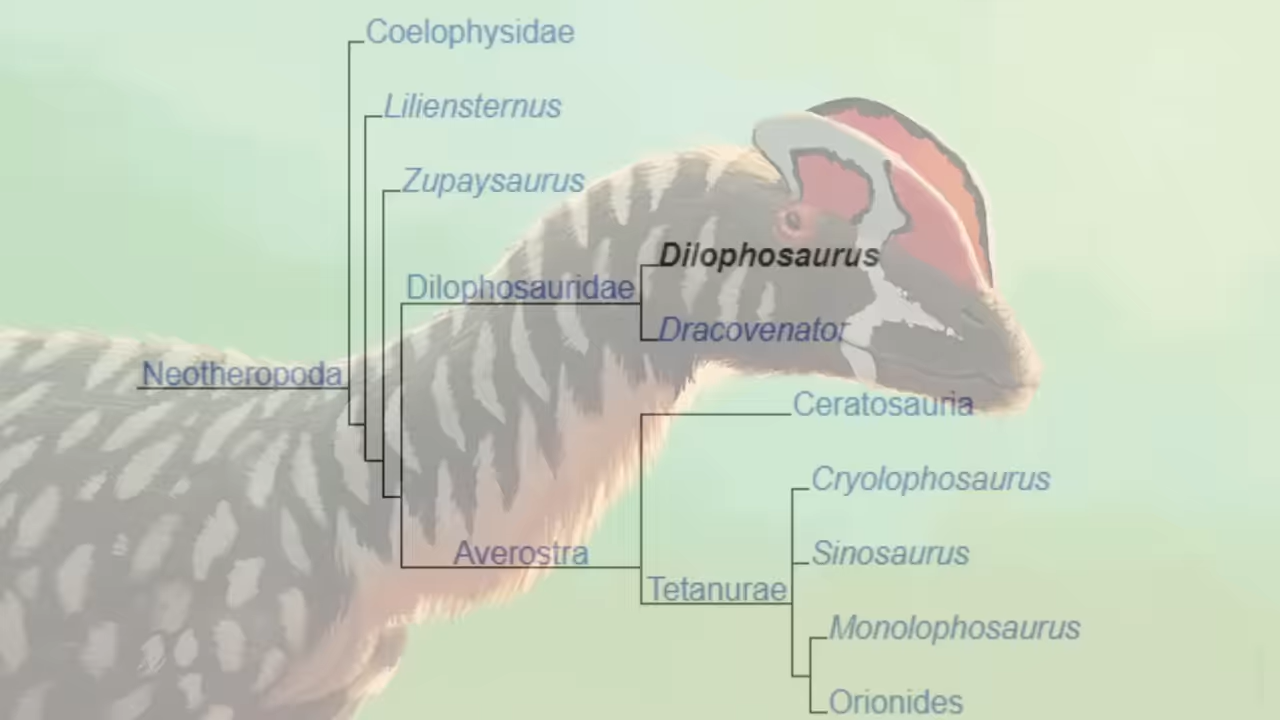 Coelophysidae
Liliensternus
Zupaysaurus
Dilophosaurus
Dilophosauridae
Dracovenator
Neotheropoda
Ceratosauria
Cryolophosaurus
Averostra
Sinosaurus
Tetanurae
Monolophosaurus
Orionides